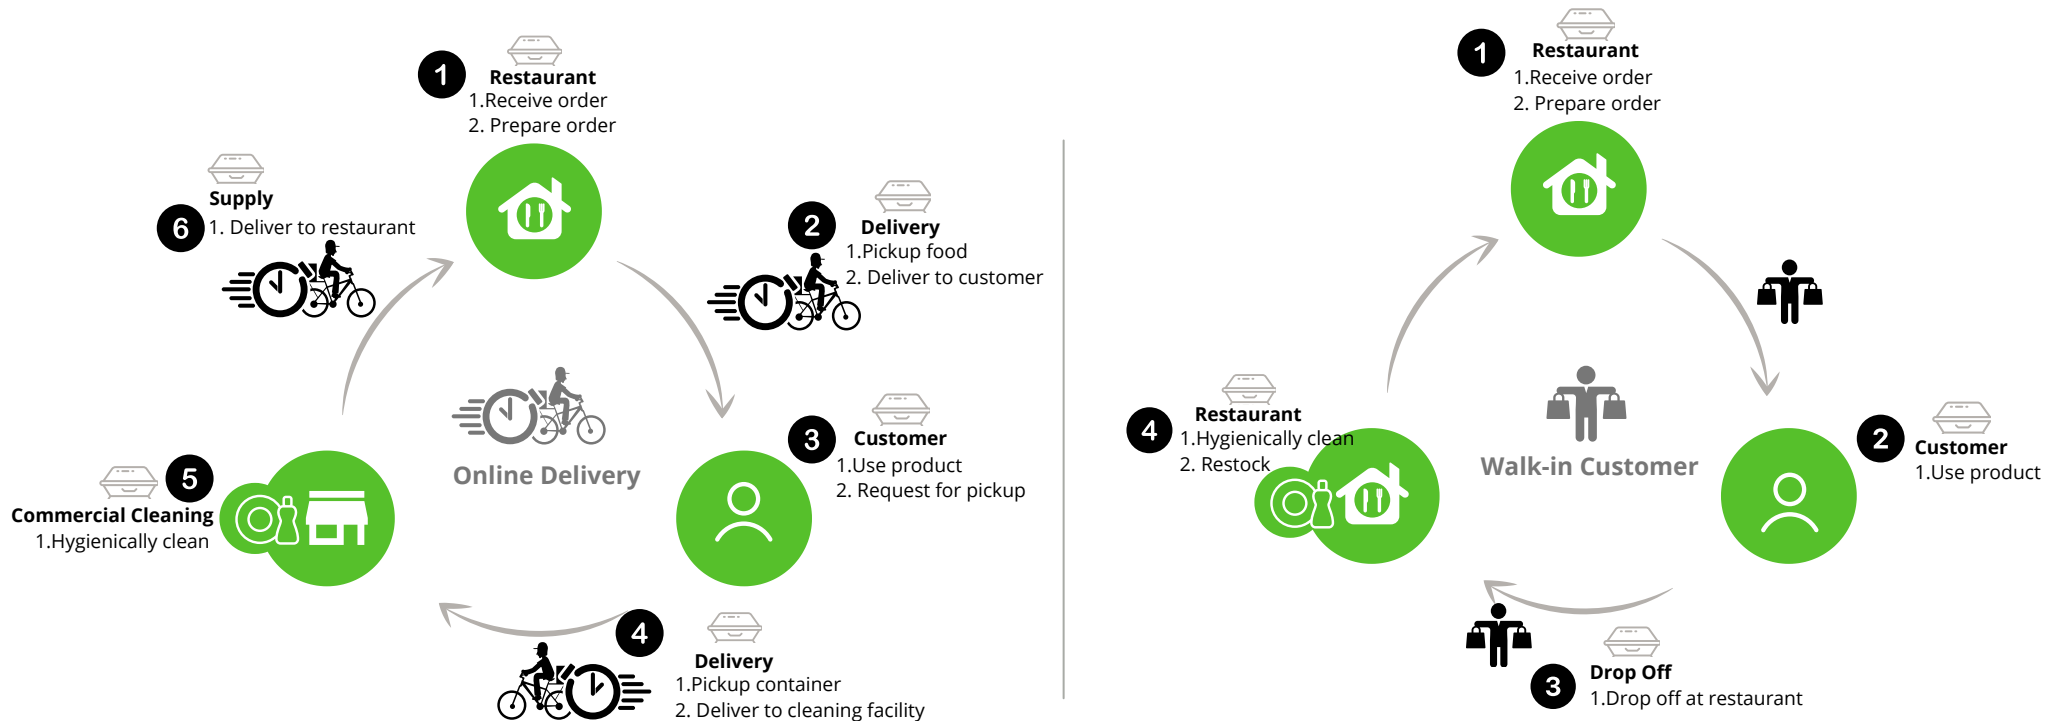 1
Restaurant
1.Receive order
2. Prepare order
2
Delivery
1.Pickup food
2. Deliver to customer
3
Customer
1.Use product
2. Request for pickup
4
Delivery
1.Pickup container
2. Deliver to cleaning facility
5
Commercial Cleaning
1.Hygienically clean
6
Supply
1. Deliver to restaurant
Online Delivery
1
Restaurant
1.Receive order
2. Prepare order
2
Customer
1.Use product
3
Drop Off
1.Drop off at restaurant
4
Restaurant
1.Hygienically clean
2. Restock
Walk-in Customer